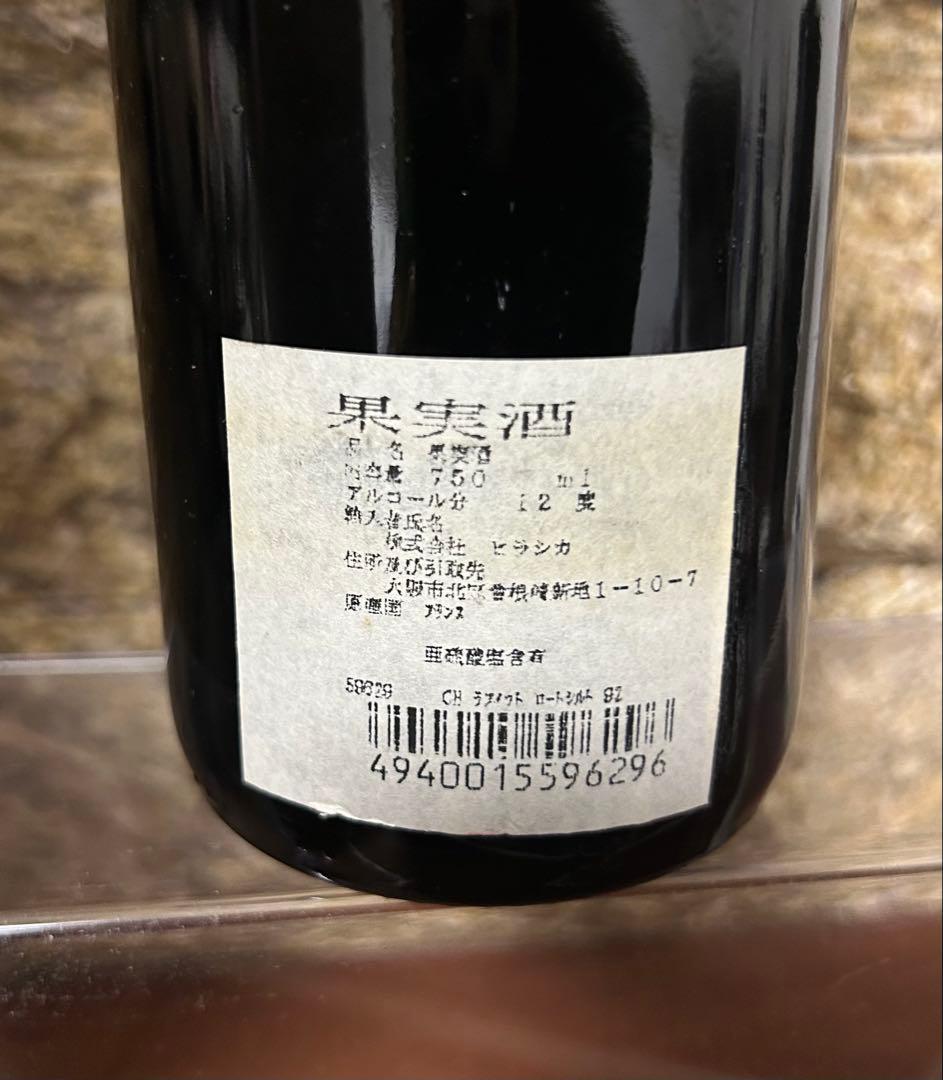 果実酒
品 名 果実酒
内容量 750 ml
アルコール分 12 度
輸入者氏名
株式会社 ヒラシカ
住所及び引取先
大阪市北区曽根崎新地1-10-7
原産国 フランス
亜硫酸塩含有
59629 CH ラフィット ロートシルト 92
4940015596296